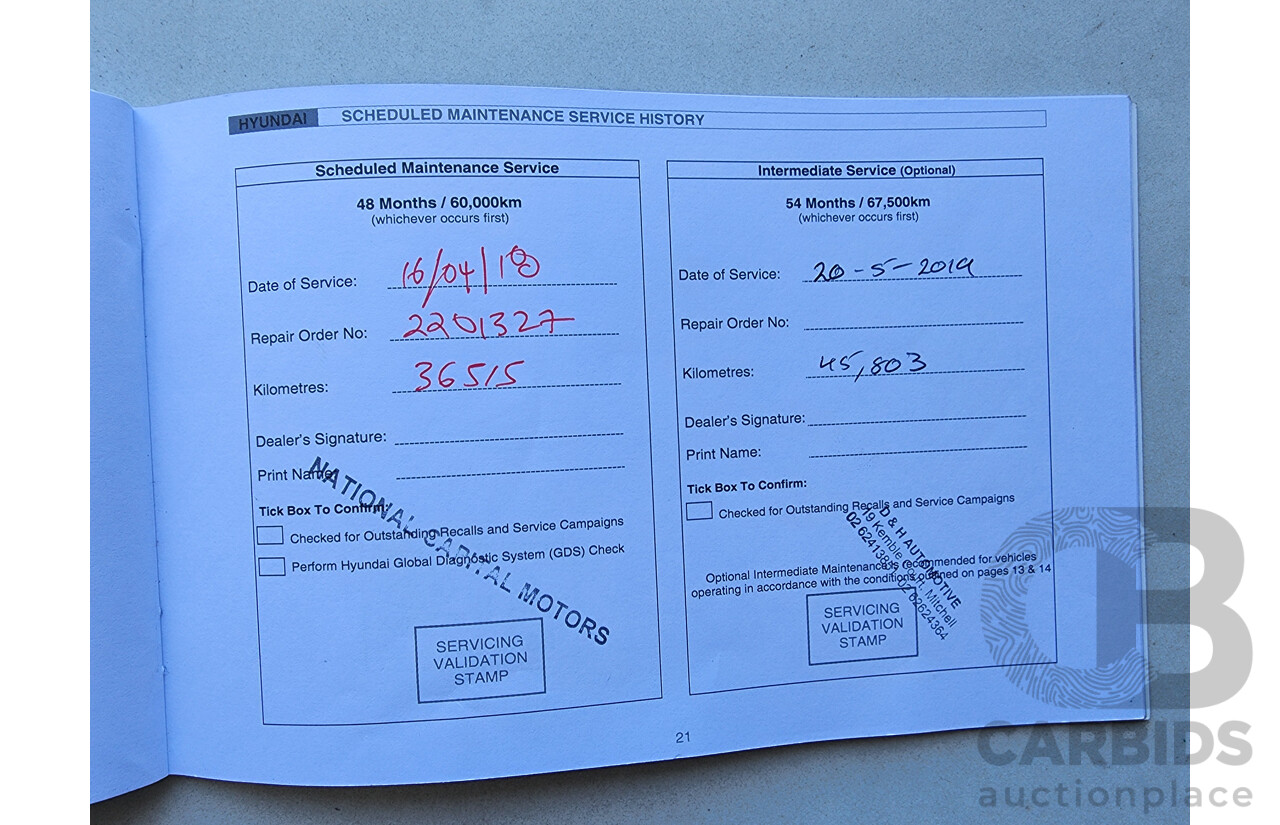 HYUNDAI SCHEDULED MAINTENANCE SERVICE HISTORY
Scheduled Maintenance Service
48 Months / 60,000km
(whichever occurs first)
Date of Service: 16/04/18
Repair Order No: 2201327
Kilometres: 36515
Dealer's Signature:
Print Name:
Tick Box To Confirm:
Checked for Outstanding Recalls and Service Campaigns
Perform Hyundai Global Diagnostic System (GDS) Check
NATIONAL CAPITAL MOTORS
SERVICING
VALIDATION
STAMP
Intermediate Service (Optional)
54 Months / 67,500km
(whichever occurs first)
Date of Service: 20-5-2019
Repair Order No:
Kilometres: 45,803
Dealer's Signature:
Print Name:
Tick Box To Confirm:
Checked for Outstanding Recalls and Service Campaigns
Optional Intermediate Maintenance is recommended for vehicles
operating in accordance with the conditions outlined on pages 13 & 14
D & H AUTOMOTIVE
19 Kemble Mitchell
02 62624364
SERVICING
VALIDATION
STAMP
21
CB
CARBIDS
auctionplace